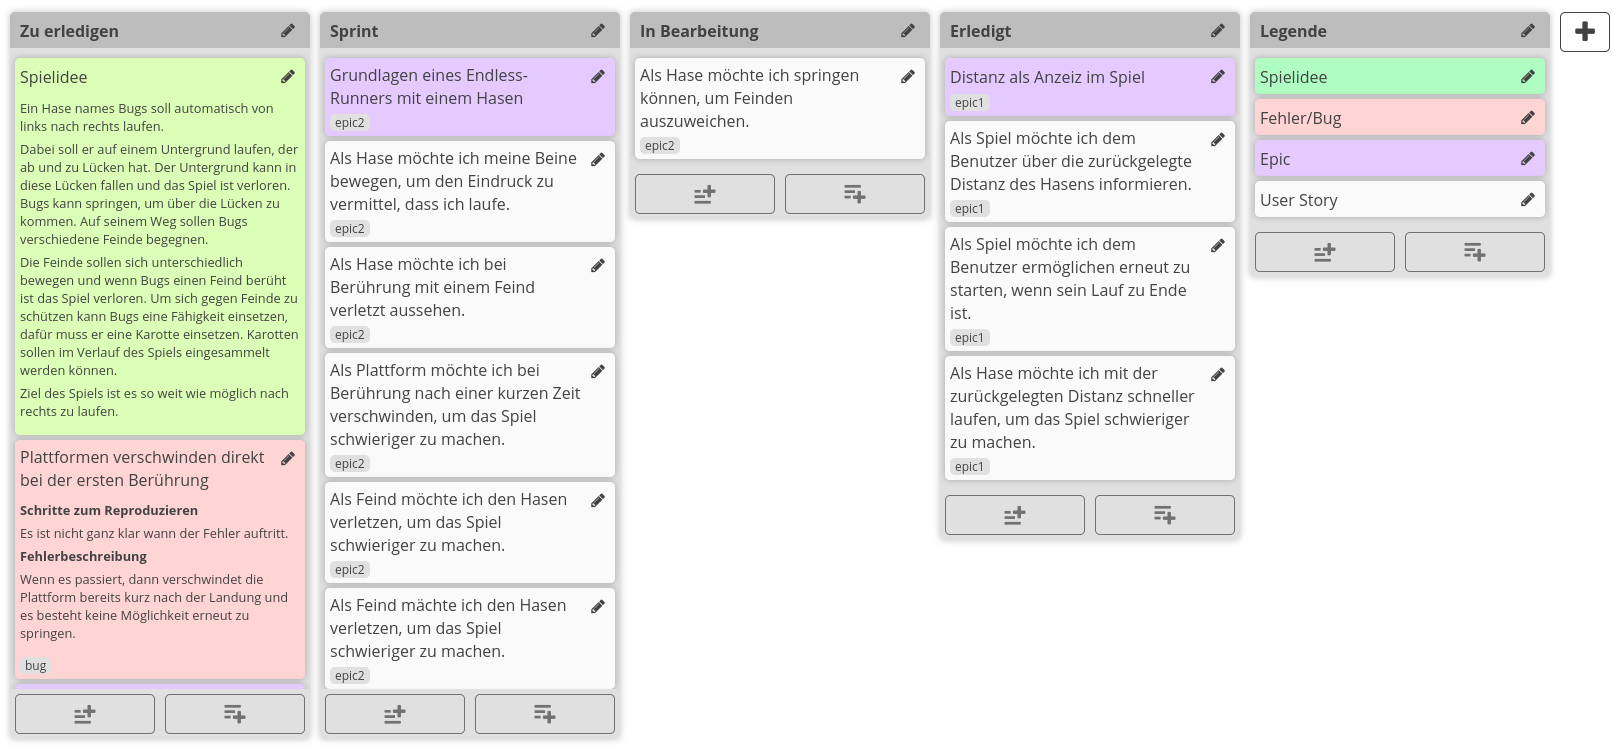 Zu erledigen
Spielidee
Ein Hase names Bugs soll automatisch von
links nach rechts laufen.
Dabei soll er auf einem Untergrund laufen, der
ab und zu Lücken hat. Der Untergrund kann in
diese Lücken fallen und das Spiel ist verloren.
Bugs kann springen, um über die Lücken zu
kommen. Auf seinem Weg sollen Bugs
verschiedene Feinde begegnen.
Die Feinde sollen sich unterschiedlich
bewegen und wenn Bugs einen Feind berüht
ist das Spiel verloren. Um sich gegen Feinde zu
schützen kann Bugs eine Fähigkeit einsetzen,
dafür muss er eine Karotte einsetzen. Karotten
sollen im Verlauf des Spiels eingesammelt
werden können.
Ziel des Spiels ist es so weit wie möglich nach
rechts zu laufen.
Plattformen verschwinden direkt
bei der ersten Berührung
Schritte zum Reproduzieren
Es ist nicht ganz klar wann der Fehler auftritt.
Fehlerbeschreibung
Wenn es passiert, dann verschwindet die
Plattform bereits kurz nach der Landung und
es besteht keine Möglichkeit erneut zu
springen.
bug
Sprint
Grundlagen eines Endless-
Runners mit einem Hasen
epic2
Als Hase möchte ich meine Beine
bewegen, um den Eindruck zu
vermittel, dass ich laufe.
epic2
Als Hase möchte ich bei
Berührung mit einem Feind
verletzt aussehen.
epic2
Als Plattform möchte ich bei
Berührung nach einer kurzen Zeit
verschwinden, um das Spiel
schwieriger zu machen.
epic2
Als Feind möchte ich den Hasen
verletzen, um das Spiel
schwieriger zu machen.
epic2
Als Feind mächte ich den Hasen
verletzen, um das Spiel
schwieriger zu machen.
epic2
In Bearbeitung
Als Hase möchte ich springen
können, um Feinden
auszuweichen.
epic2
Erledigt
Distanz als Anzeiz im Spiel
epic1
Als Spiel möchte ich dem
Benutzer über die zurückgelegte
Distanz des Hasens informieren.
epic1
Als Spiel möchte ich dem
Benutzer ermöglichen erneut zu
starten, wenn sein Lauf zu Ende
ist.
epic1
Als Hase möchte ich mit der
zurückgelegten Distanz schneller
laufen, um das Spiel schwieriger
zu machen.
epic1
Legende
Spielidee
Fehler/Bug
Epic
User Story